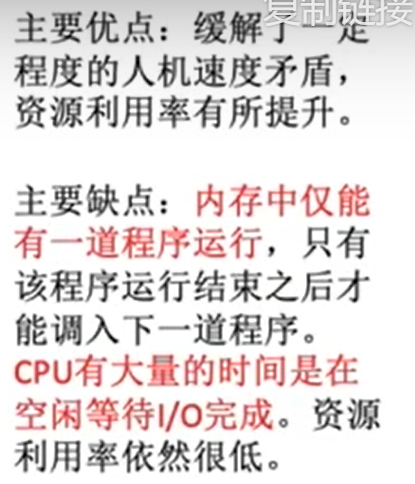 复制链接
主要优点：缓解了一定
程度的人机速度矛盾，
资源利用率有所提升。
主要缺点：内存中仅能
有一道程序运行，只有
该程序运行结束之后才
能调入下一道程序。
CPU有大量的时间是在
空闲等待I/O完成。资源
利用率依然很低。